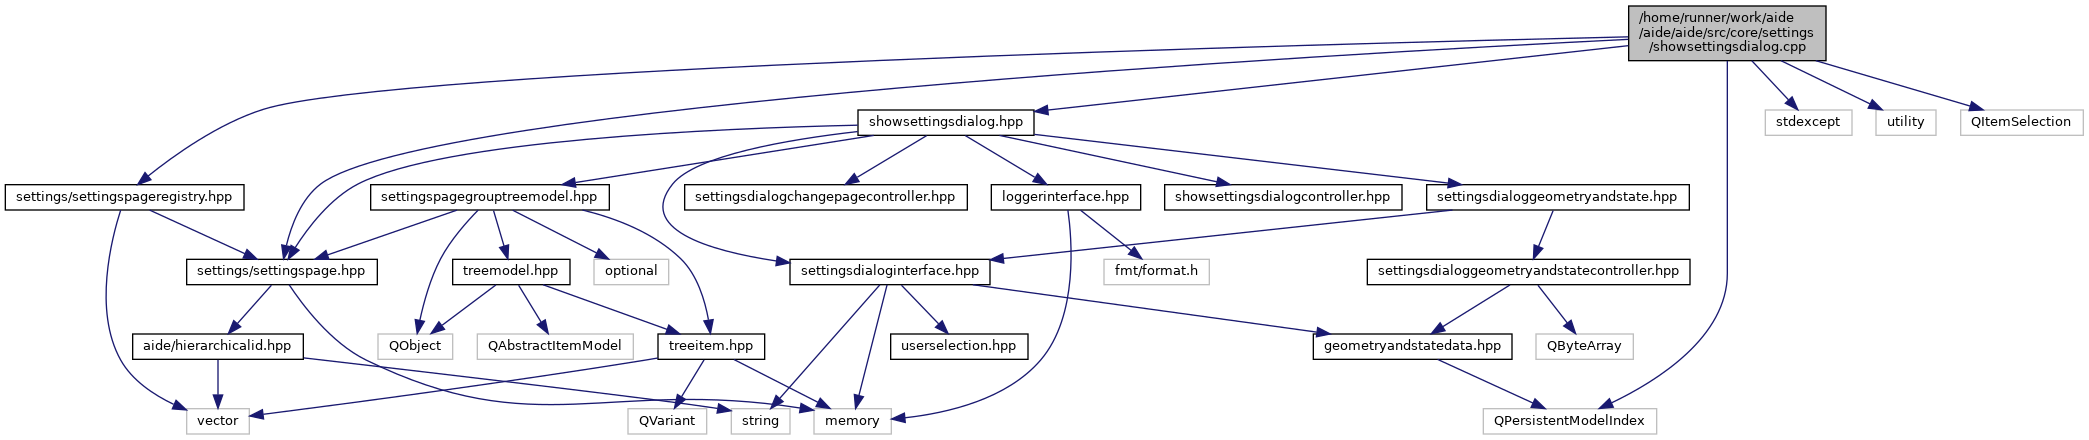 /home/runner/work/aide
/aide/aide/src/core/settings
/showsettingsdialog.cpp
showsettingsdialog.hpp
stdexcept
utility
QItemSelection
settings/settingspageregistry.hpp
settingspagegrouptreemodel.hpp
settingsdialogchangepagecontroller.hpp
loggerinterface.hpp
showsettingsdialogcontroller.hpp
settingsdialoggeometryandstate.hpp
settings/settingspage.hpp
treemodel.hpp
optional
settingsdialoginterface.hpp
fmt/format.h
settingsdialoggeometryandstatecontroller.hpp
aide/hierarchicalid.hpp
QObject
QAbstractItemModel
treeitem.hpp
userselection.hpp
geometryandstatedata.hpp
QByteArray
vector
QVariant
string
memory
QPersistentModelIndex